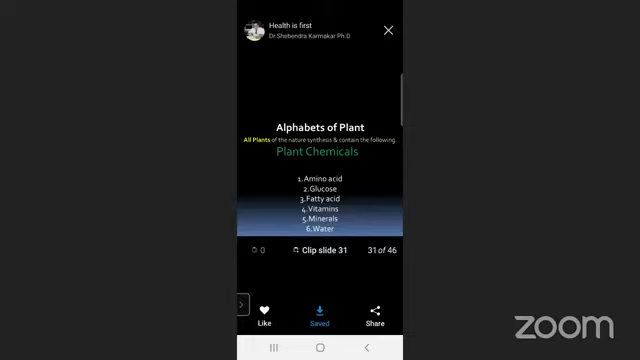 Health is first
Dr.Shebendra Karmakar Ph.D
Alphabets of Plant
All Plants of the nature synthesis & contain the following
Plant Chemicals
1.Amino acid
2.Glucose
3.Fatty acid
4.Vitamins
5.Minerals
6.Water
0
Clip slide 31
31 of 46
Like
Saved
Share
zoom